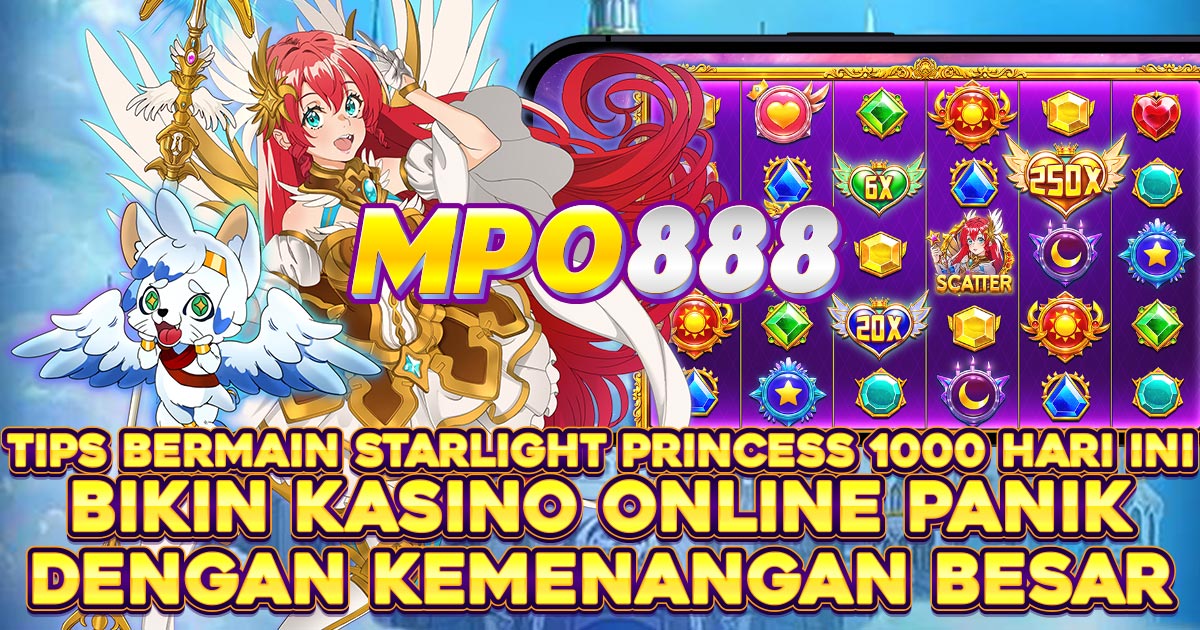 MPO888
6X
250X
SCATTER
20X
TIPS BERMAIN STARLIGHT PRINCESS 1000 HARI INI
BIKIN KASINO ONLINE PANIK
DENGAN KEMENANGAN BESAR